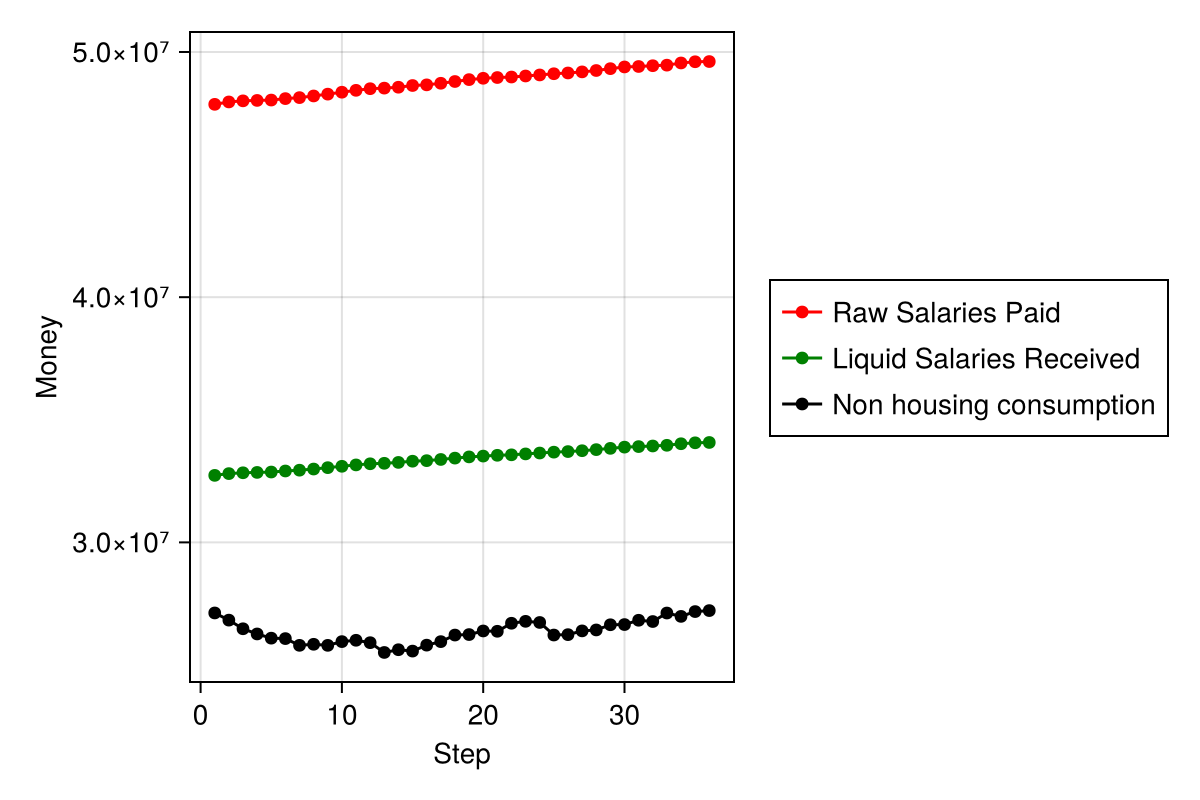 5.0×10⁷
4.0×10⁷
3.0×10⁷
Money
0 10 20 30
Step
Raw Salaries Paid
Liquid Salaries Received
Non housing consumption